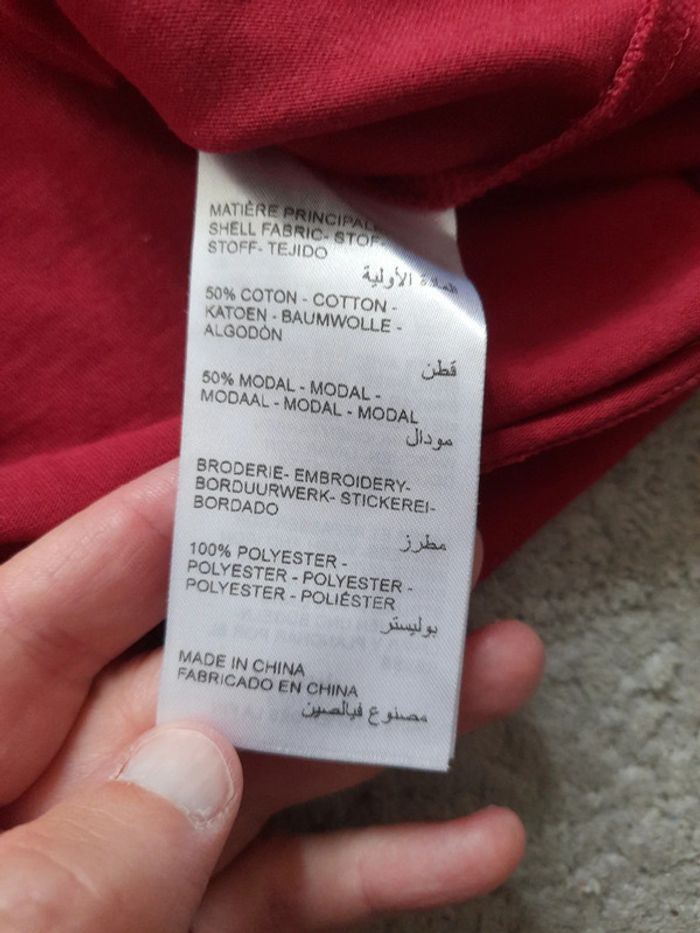 MATIÈRE PRINCIPAL
SHELL FABRIC- STOF-
STOFF- TEJIDO
المادة الأولية
50% COTON - COTTON -
KATOEN - BAUMWOLLE -
ALGODÓN
قطن
50% MODAL - MODAL -
MODAAL - MODAL - MODAL
مودال
BRODERIE- EMBROIDERY-
BORDUURWERK- STICKEREI-
BORDADO
مطرز
100% POLYESTER -
POLYESTER - POLYESTER -
POLYESTER - POLIÉSTER
بوليستر
MADE IN CHINA
FABRICADO EN CHINA
مصنوع فيالصين